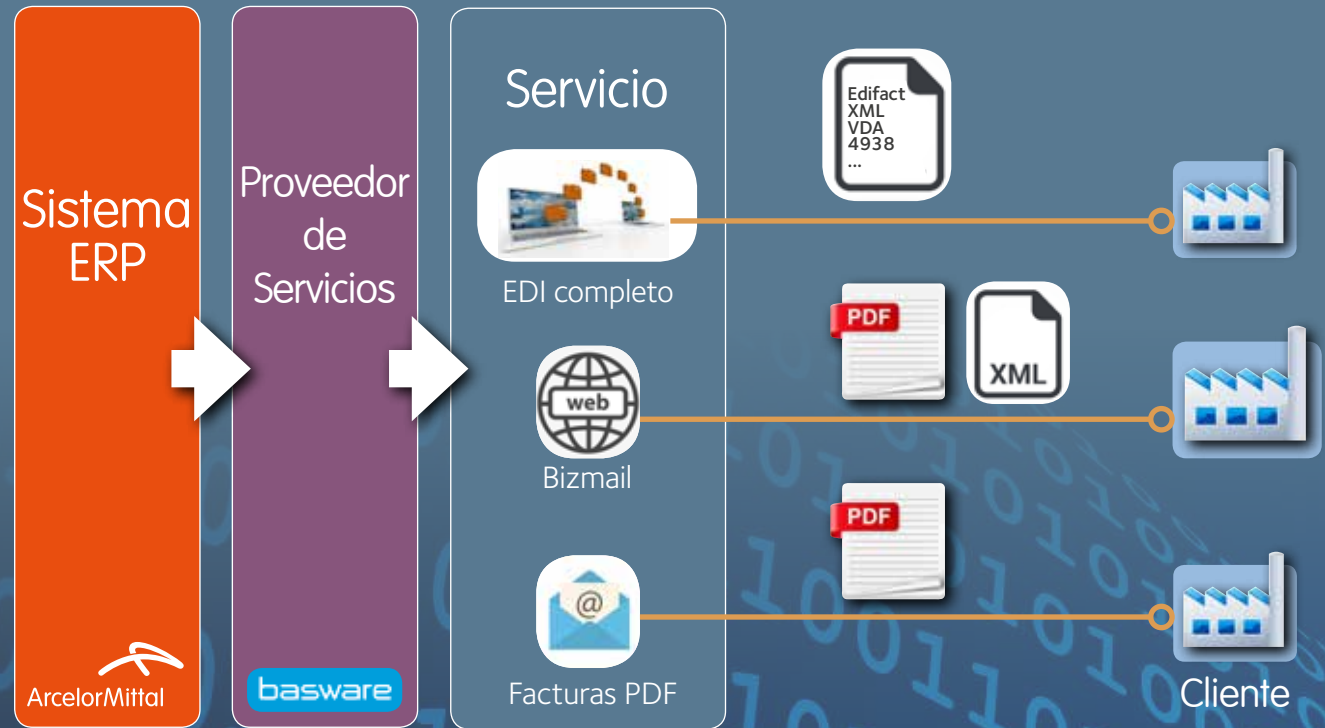 Sistema
ERP
ArcelorMittal
Proveedor
de
Servicios
basware
Servicio
EDI completo
web
Bizmail
@
Facturas PDF
Edifact
XML
VDA
4938
...
PDF
XML
PDF
Cliente